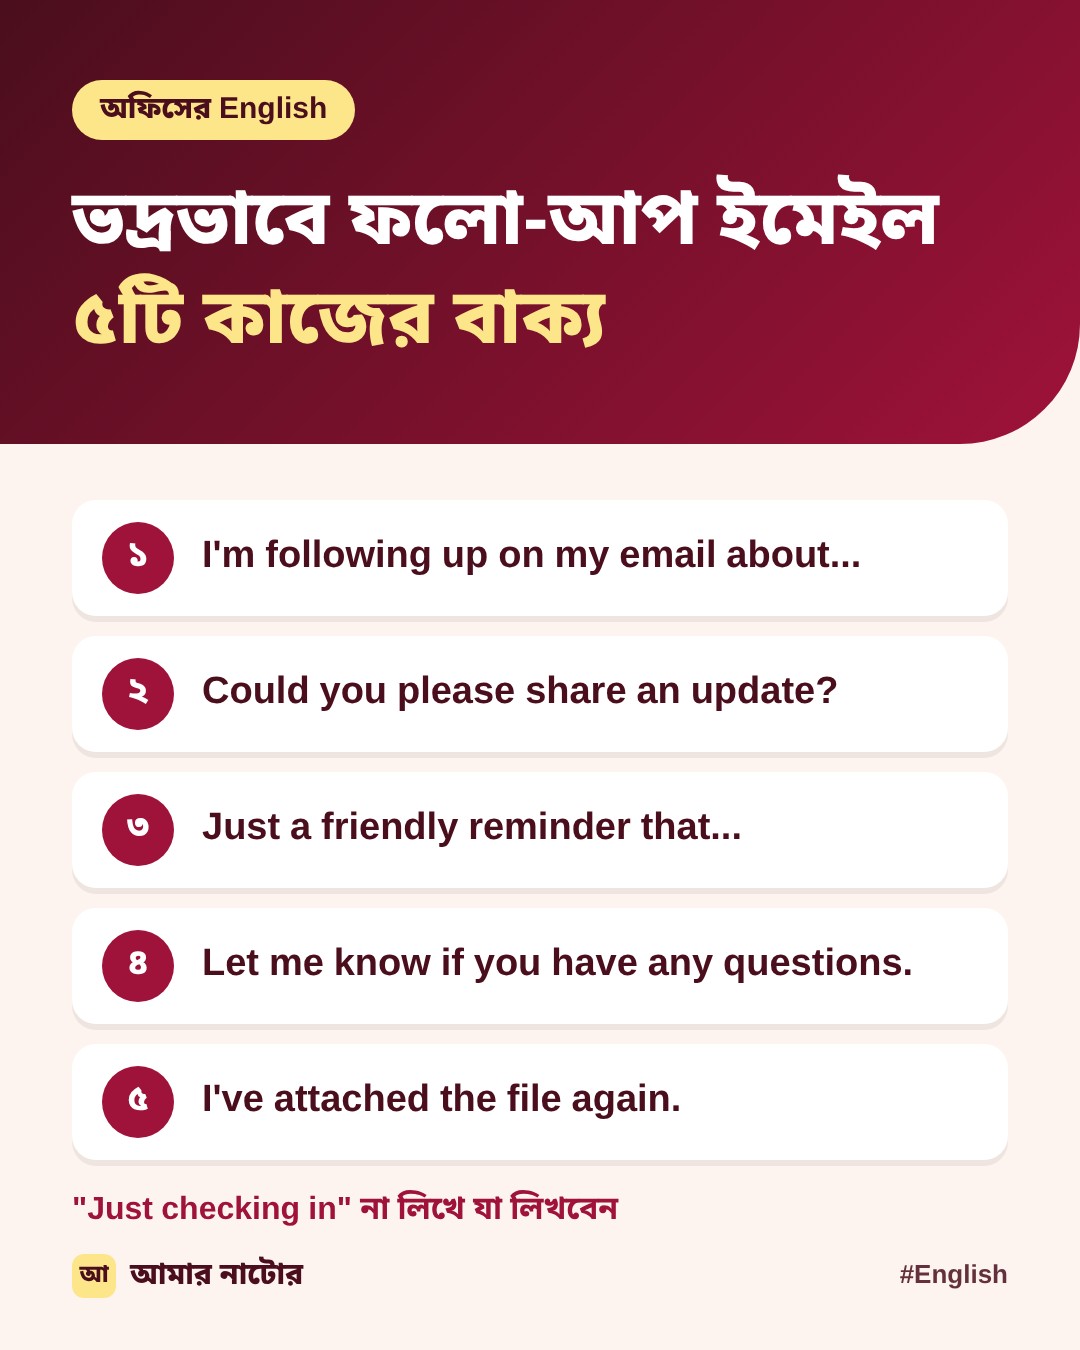 অফিসের English
ভদ্রভাবে ফলো-আপ ইমেইল
৫টি কাজের বাক্য
১ I'm following up on my email about...
২ Could you please share an update?
৩ Just a friendly reminder that...
৪ Let me know if you have any questions.
৫ I've attached the file again.
"Just checking in" না লিখে যা লিখবেন
আ আমার নাটোর #English